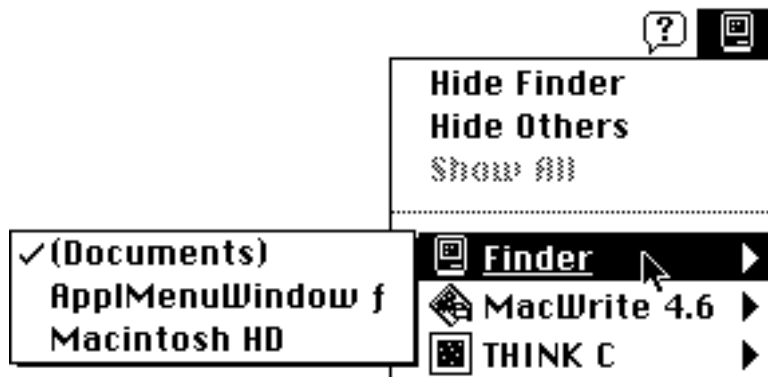 ?
Hide Finder
Hide Others
Show All
Finder
MacWrite 4.6
THINK C
✓(Documents)
ApplMenuWindow ƒ
Macintosh HD